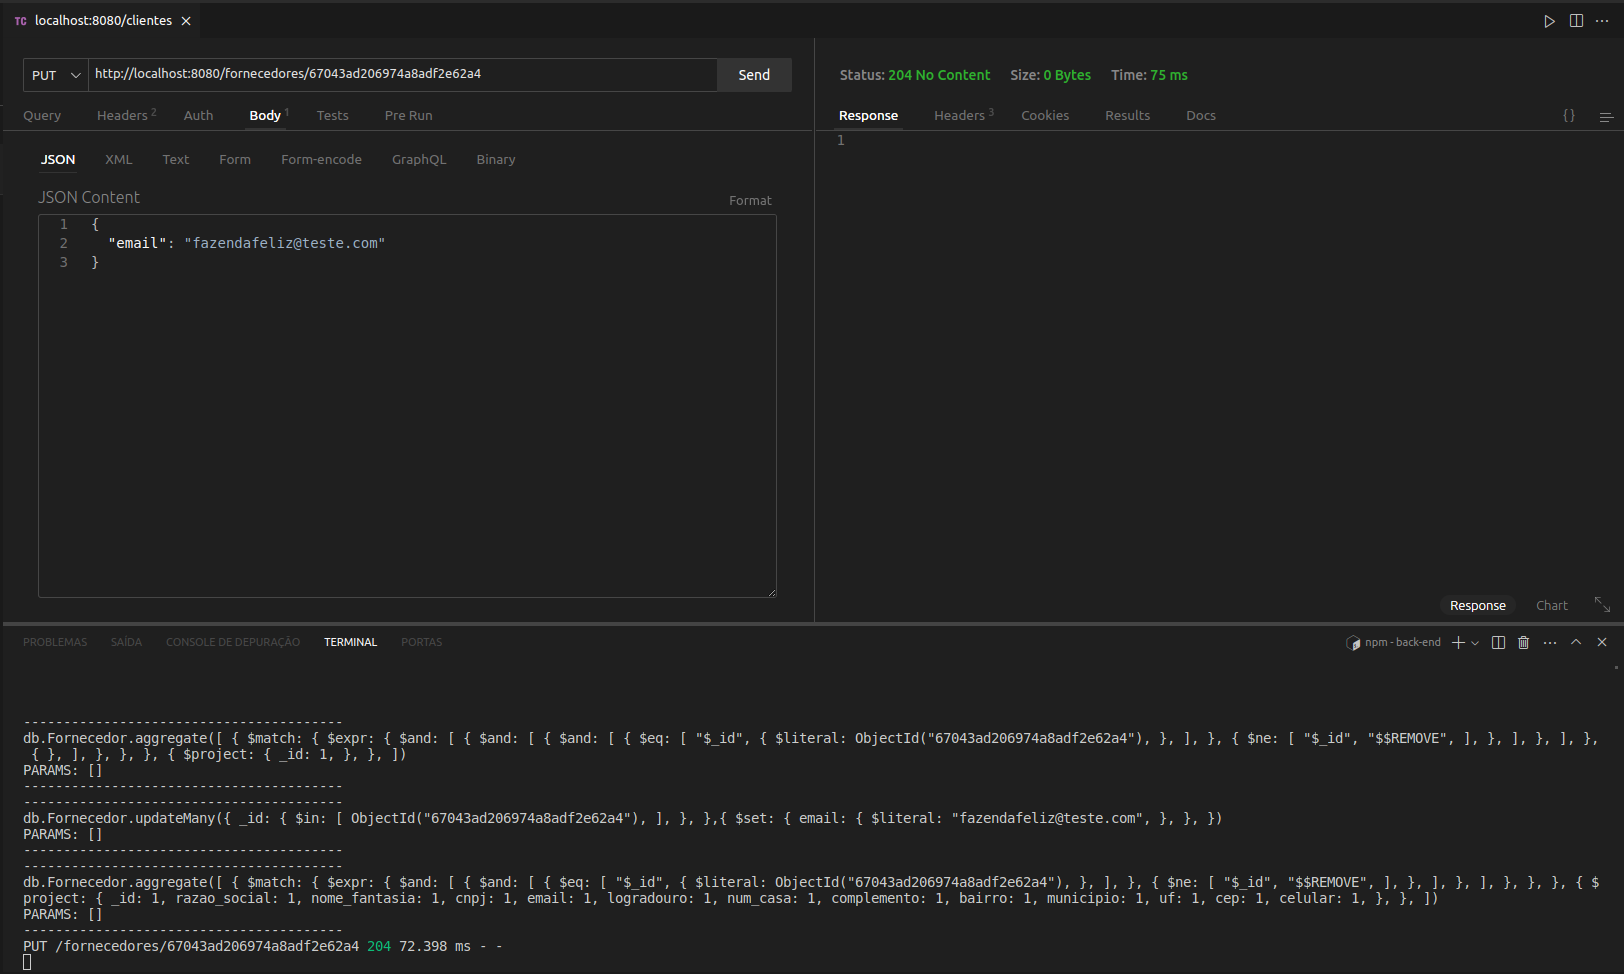 TC localhost:8080/clientes
PUT http://localhost:8080/fornecedores/67043ad206974a8adf2e62a4 Send
Query Headers 2 Auth Body 1 Tests Pre Run
JSON XML Text Form Form-encode GraphQL Binary
JSON Content
Format
1 {
2 "email": "fazendafeliz@teste.com"
3 }
Status: 204 No Content Size: 0 Bytes Time: 75 ms
Response Headers 3 Cookies Results Docs {}
1
Response Chart
PROBLEMAS SAÍDA CONSOLE DE DEPURAÇÃO TERMINAL PORTAS
npm - back-end
----------------------------------------
db.Fornecedor.aggregate([ { $match: { $expr: { $and: [ { $and: [ { $and: [ { $eq: [ "$_id", { $literal: ObjectId("67043ad206974a8adf2e62a4"), }, ], }, { $ne: [ "$_id", "$$REMOVE", ], }, ], }, ], },
{ }, ], }, }, }, { $project: { _id: 1, }, }, ])
PARAMS: []
----------------------------------------
----------------------------------------
db.Fornecedor.updateMany({ _id: { $in: [ ObjectId("67043ad206974a8adf2e62a4"), ], }, },{ $set: { email: { $literal: "fazendafeliz@teste.com", }, }, })
PARAMS: []
----------------------------------------
----------------------------------------
db.Fornecedor.aggregate([ { $match: { $expr: { $and: [ { $and: [ { $eq: [ "$_id", { $literal: ObjectId("67043ad206974a8adf2e62a4"), }, ], }, { $ne: [ "$_id", "$$REMOVE", ], }, ], }, ], }, }, }, { $
project: { _id: 1, razao_social: 1, nome_fantasia: 1, cnpj: 1, email: 1, logradouro: 1, num_casa: 1, complemento: 1, bairro: 1, municipio: 1, uf: 1, cep: 1, celular: 1, }, }, ])
PARAMS: []
----------------------------------------
PUT /fornecedores/67043ad206974a8adf2e62a4 204 72.398 ms - -